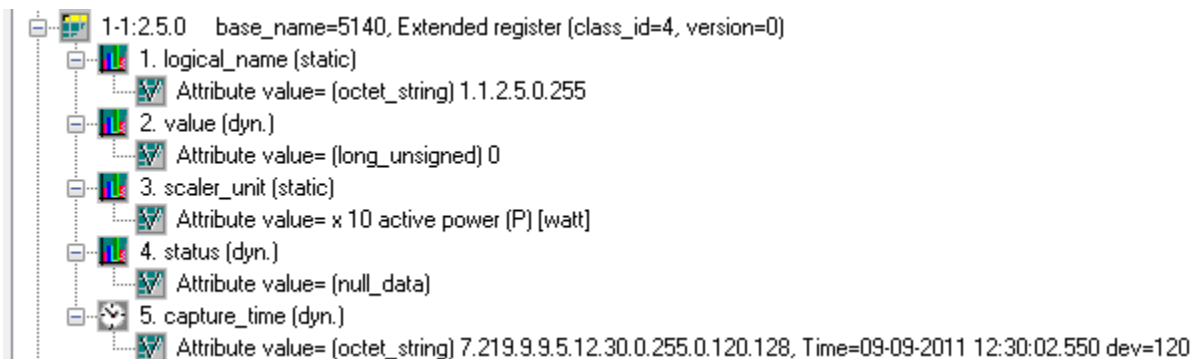 1-1:2.5.0 base_name=5140, Extended register (class_id=4, version=0)
1. logical_name (static)
Attribute value= (octet_string) 1.1.2.5.0.255
2. value (dyn.)
Attribute value= (long_unsigned) 0
3. scaler_unit (static)
Attribute value= x 10 active power (P) [watt]
4. status (dyn.)
Attribute value= (null_data)
5. capture_time (dyn.)
Attribute value= (octet_string) 7.219.9.9.5.12.30.0.255.0.120.128, Time=09-09-2011 12:30:02.550 dev=120